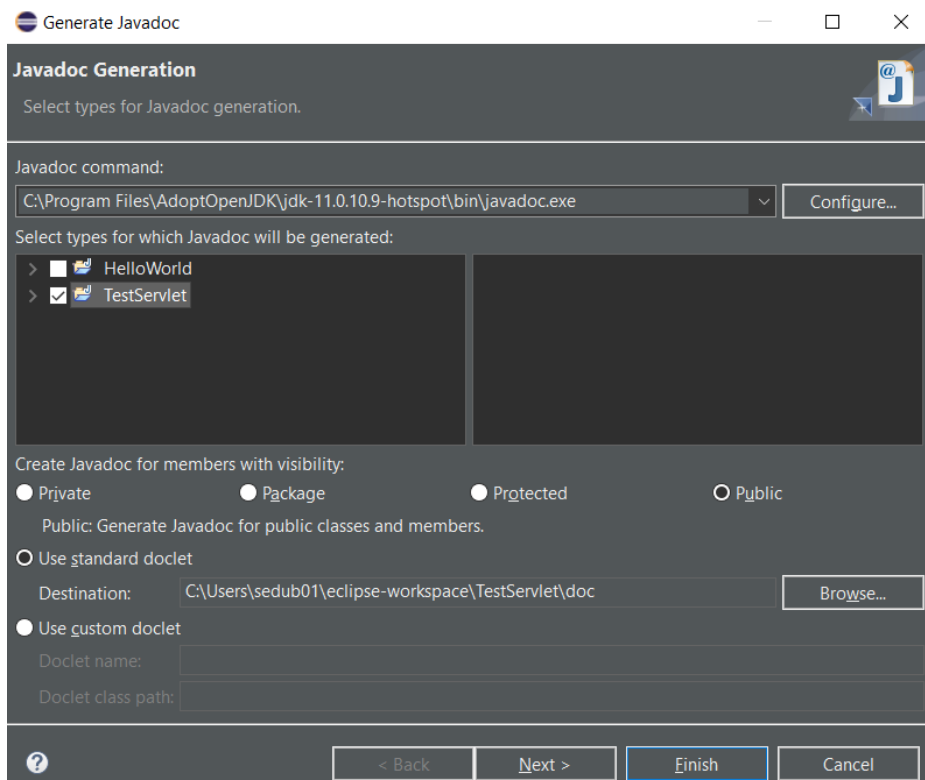 Generate Javadoc
Javadoc Generation
Select types for Javadoc generation.
Javadoc command:
C:\Program Files\AdoptOpenJDK\jdk-11.0.10.9-hotspot\bin\javadoc.exe
Configure...
Select types for which Javadoc will be generated:
HelloWorld
TestServlet
Create Javadoc for members with visibility:
Private Package Protected Public
Public: Generate Javadoc for public classes and members.
Use standard doclet
Destination: C:\Users\sedub01\eclipse-workspace\TestServlet\doc Browse...
Use custom doclet
Doclet name:
Doclet class path:
< Back Next > Finish Cancel